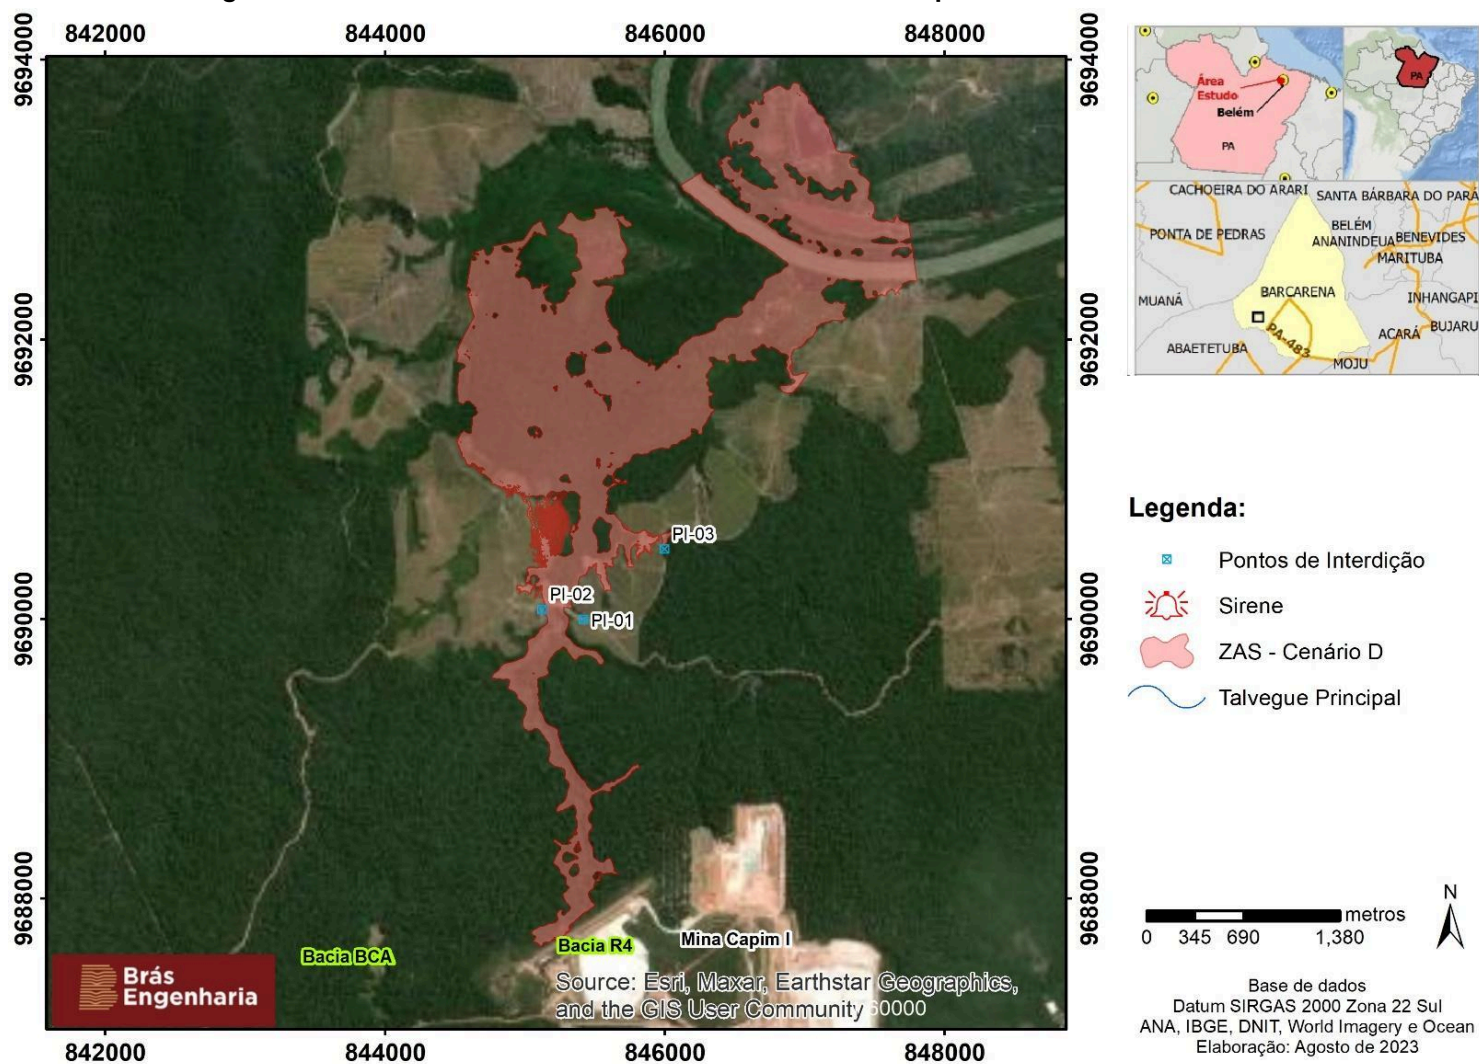 842000
844000
846000
848000
9694000
9692000
9690000
9688000
9694000
9692000
9690000
9688000
842000
844000
846000
848000
PI-03
PI-02
PI-01
Bacia BCA
Bacia R4
Mina Capim I
Brás
Engenharia
Source: Esri, Maxar, Earthstar Geographics,
and the GIS User Community
60000
Área
Estudo
Belém
PA
PA
CACHOEIRA DO ARARI
SANTA BÁRBARA DO PARÁ
PONTA DE PEDRAS
BELÉM
ANANINDEUA
BENEVIDES
MARITUBA
MUANÁ
BARCARENA
INHANGAPI
PA-483
ACARÁ
BUJARU
ABAETETUBA
MOJU
Legenda:
Pontos de Interdição
Sirene
ZAS - Cenário D
Talvegue Principal
metros
0 345 690 1,380
N
Base de dados
Datum SIRGAS 2000 Zona 22 Sul
ANA, IBGE, DNIT, World Imagery e Ocean
Elaboração: Agosto de 2023